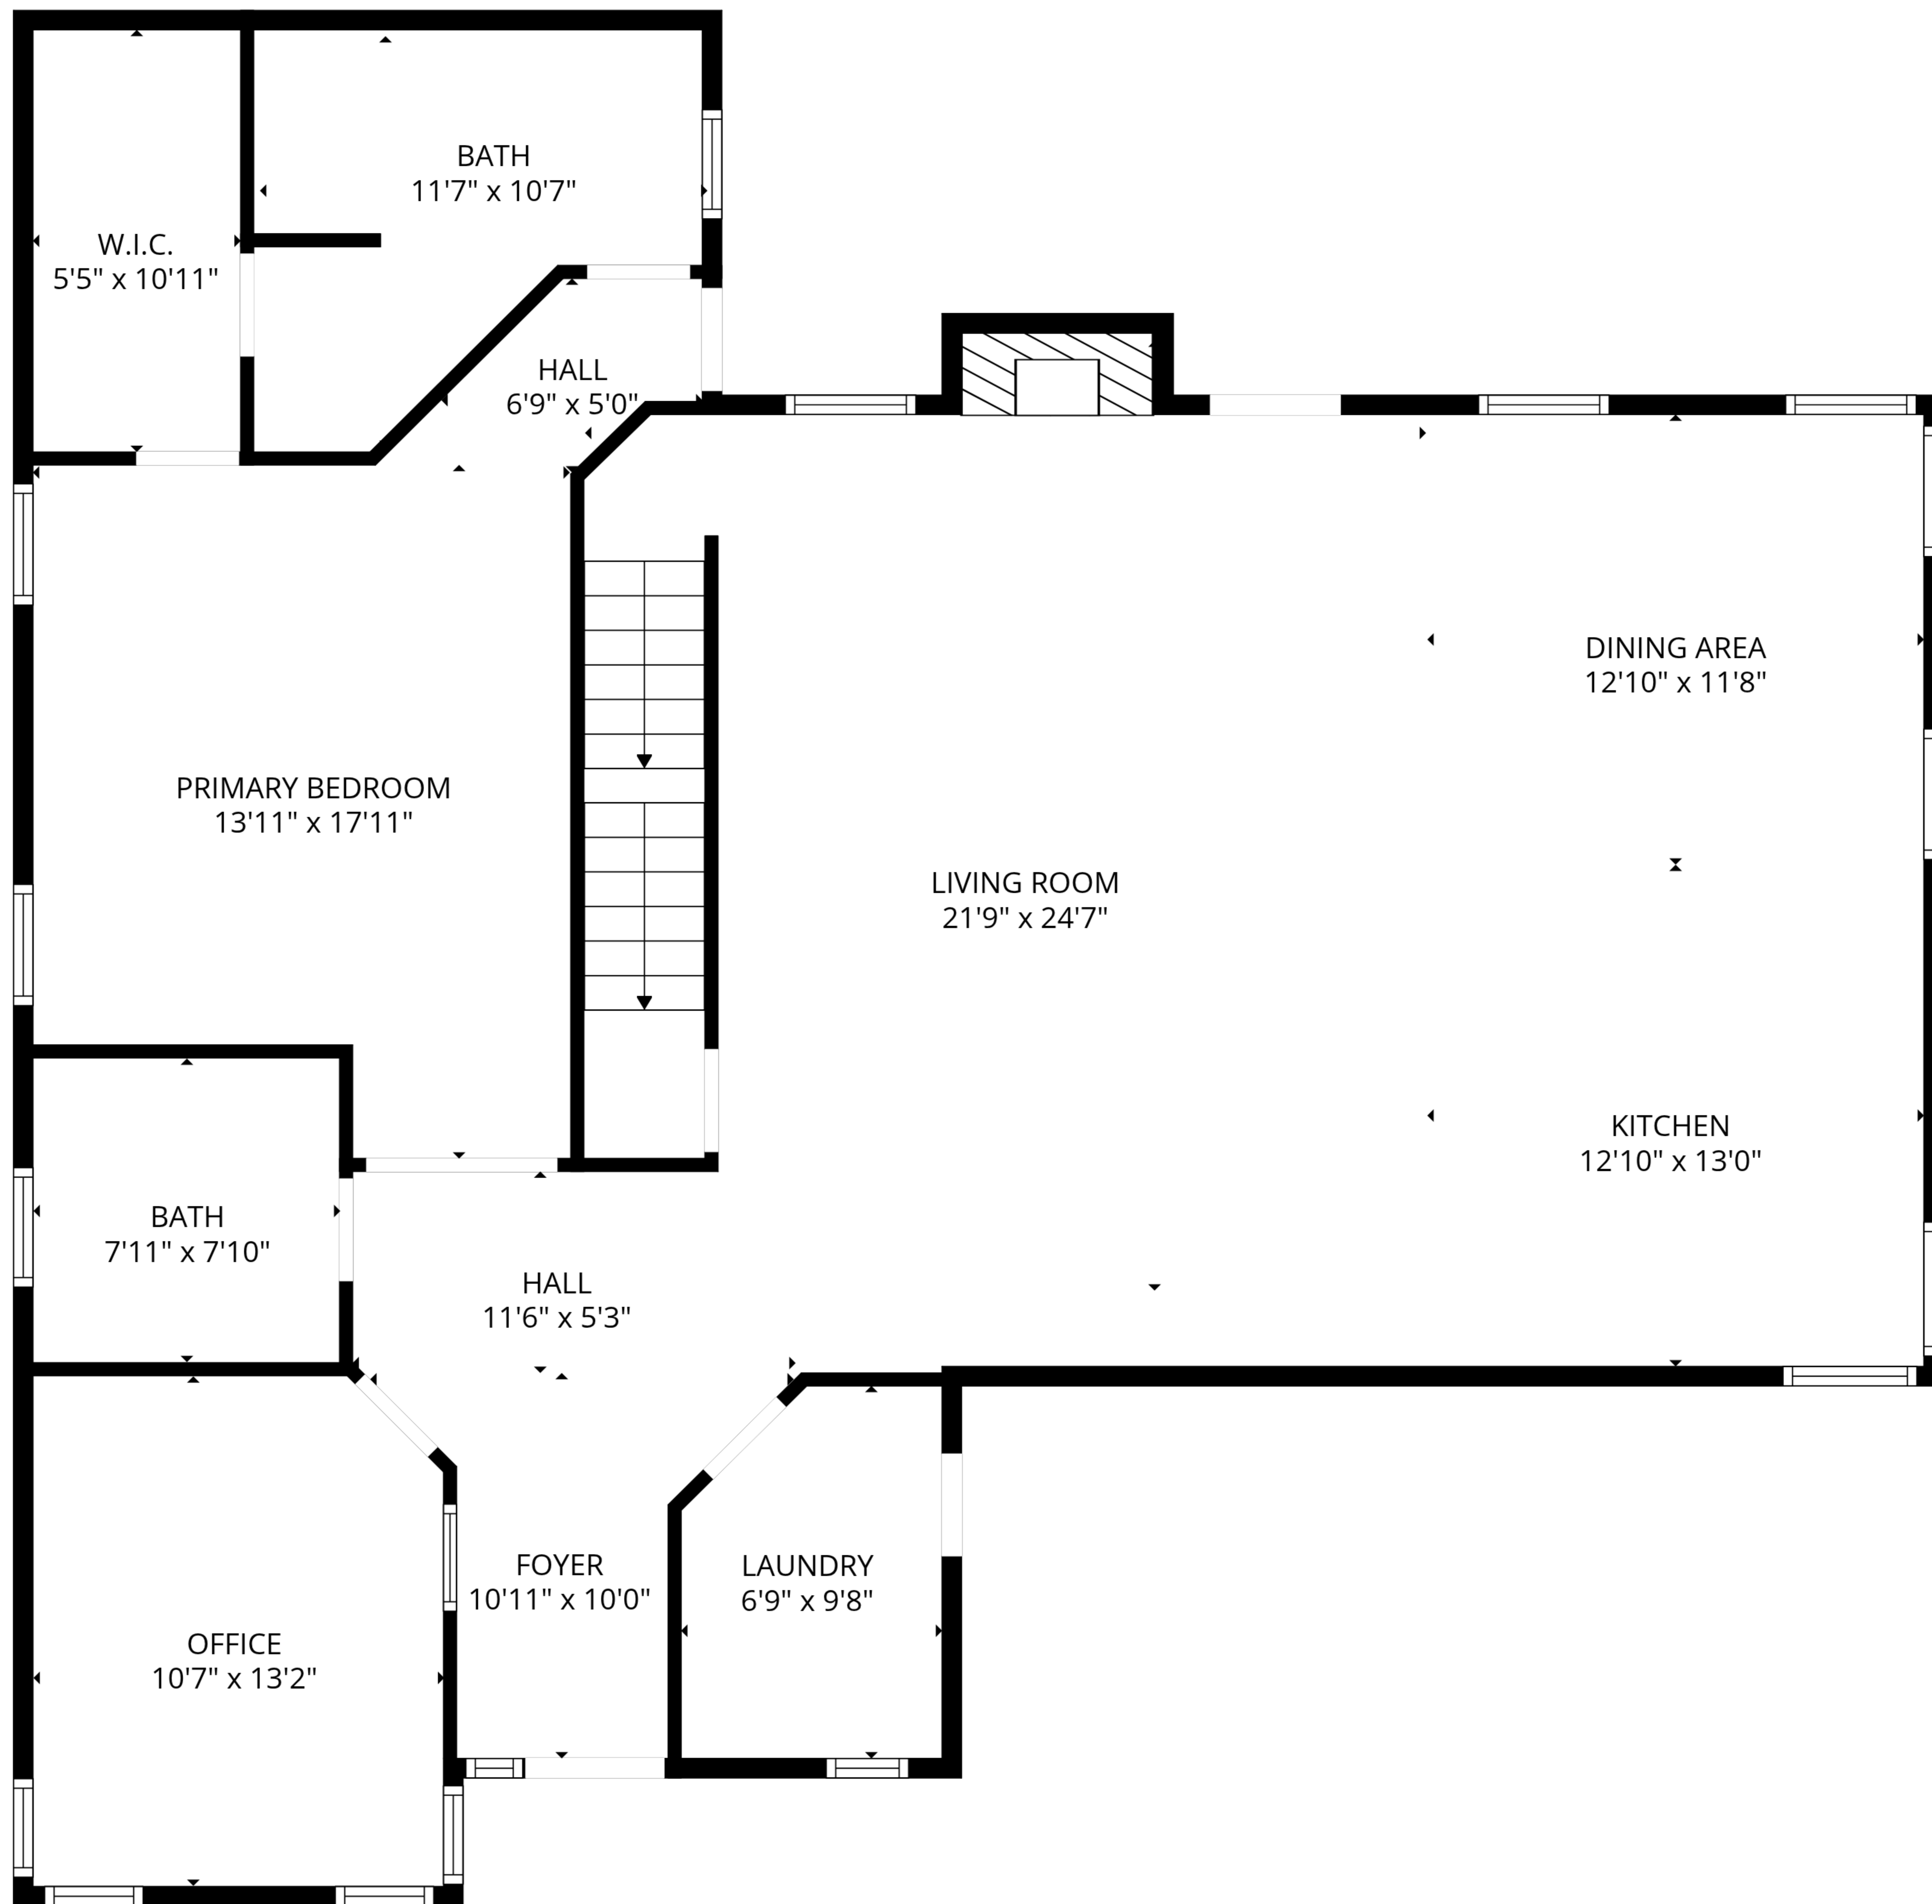 BATH
11'7" x 10'7"
W.I.C.
5'5" x 10'11"
HALL
6'9" x 5'0"
DINING AREA
12'10" x 11'8"
PRIMARY BEDROOM
13'11" x 17'11"
LIVING ROOM
21'9" x 24'7"
KITCHEN
12'10" x 13'0"
BATH
7'11" x 7'10"
HALL
11'6" x 5'3"
FOYER
10'11" x 10'0"
LAUNDRY
6'9" x 9'8"
OFFICE
10'7" x 13'2"